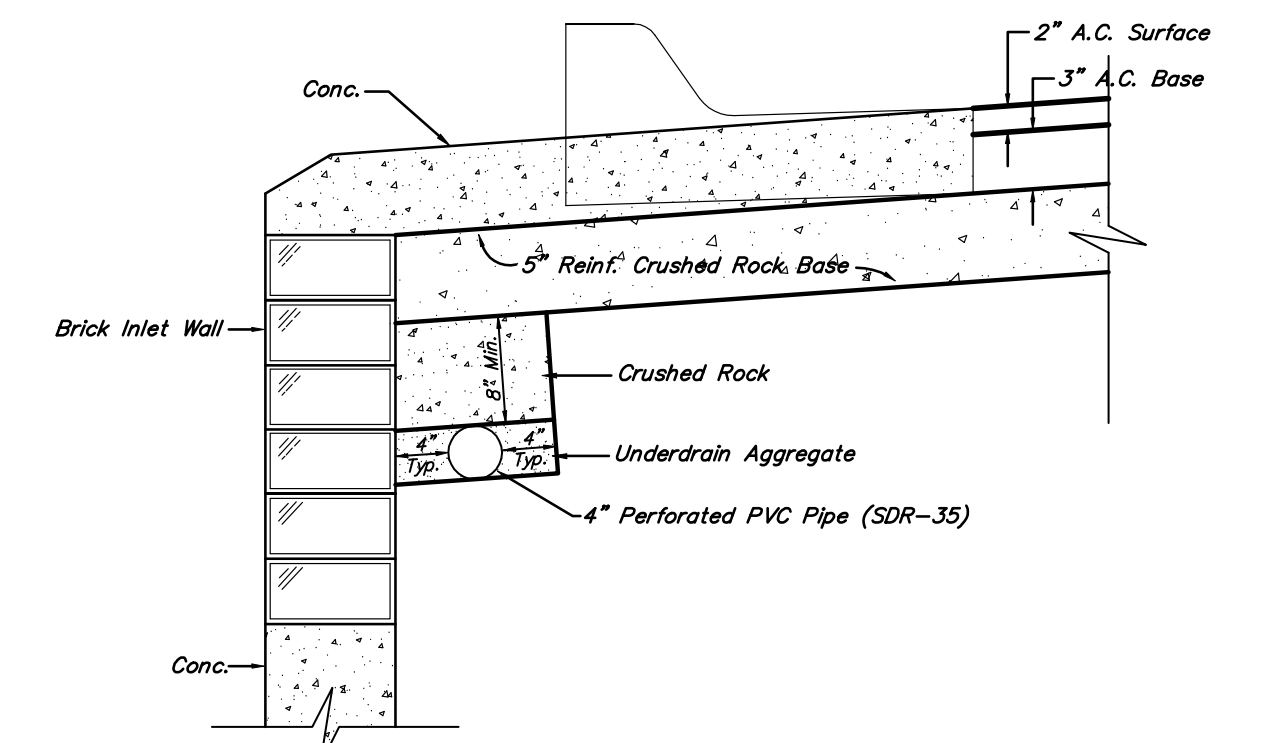 2" A.C. Surface
3" A.C. Base
Conc.
5" Reinf. Crushed Rock Base
Brick Inlet Wall
8" Min.
Crushed Rock
4" Typ.
4" Typ.
Underdrain Aggregate
4" Perforated PVC Pipe (SDR-35)
Conc.